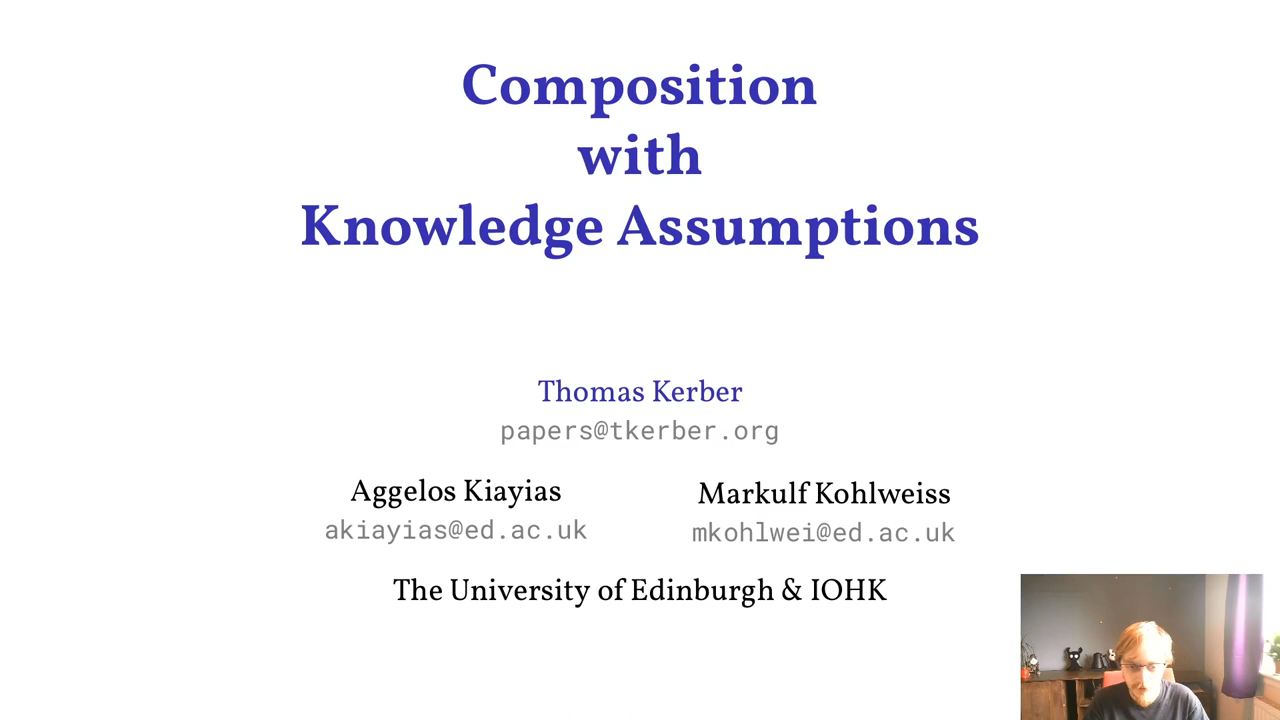 Composition
with
Knowledge Assumptions
Thomas Kerber
papers@tkerber.org
Aggelos Kiayias
akiayias@ed.ac.uk
Markulf Kohlweiss
mkohlwei@ed.ac.uk
The University of Edinburgh & IOHK